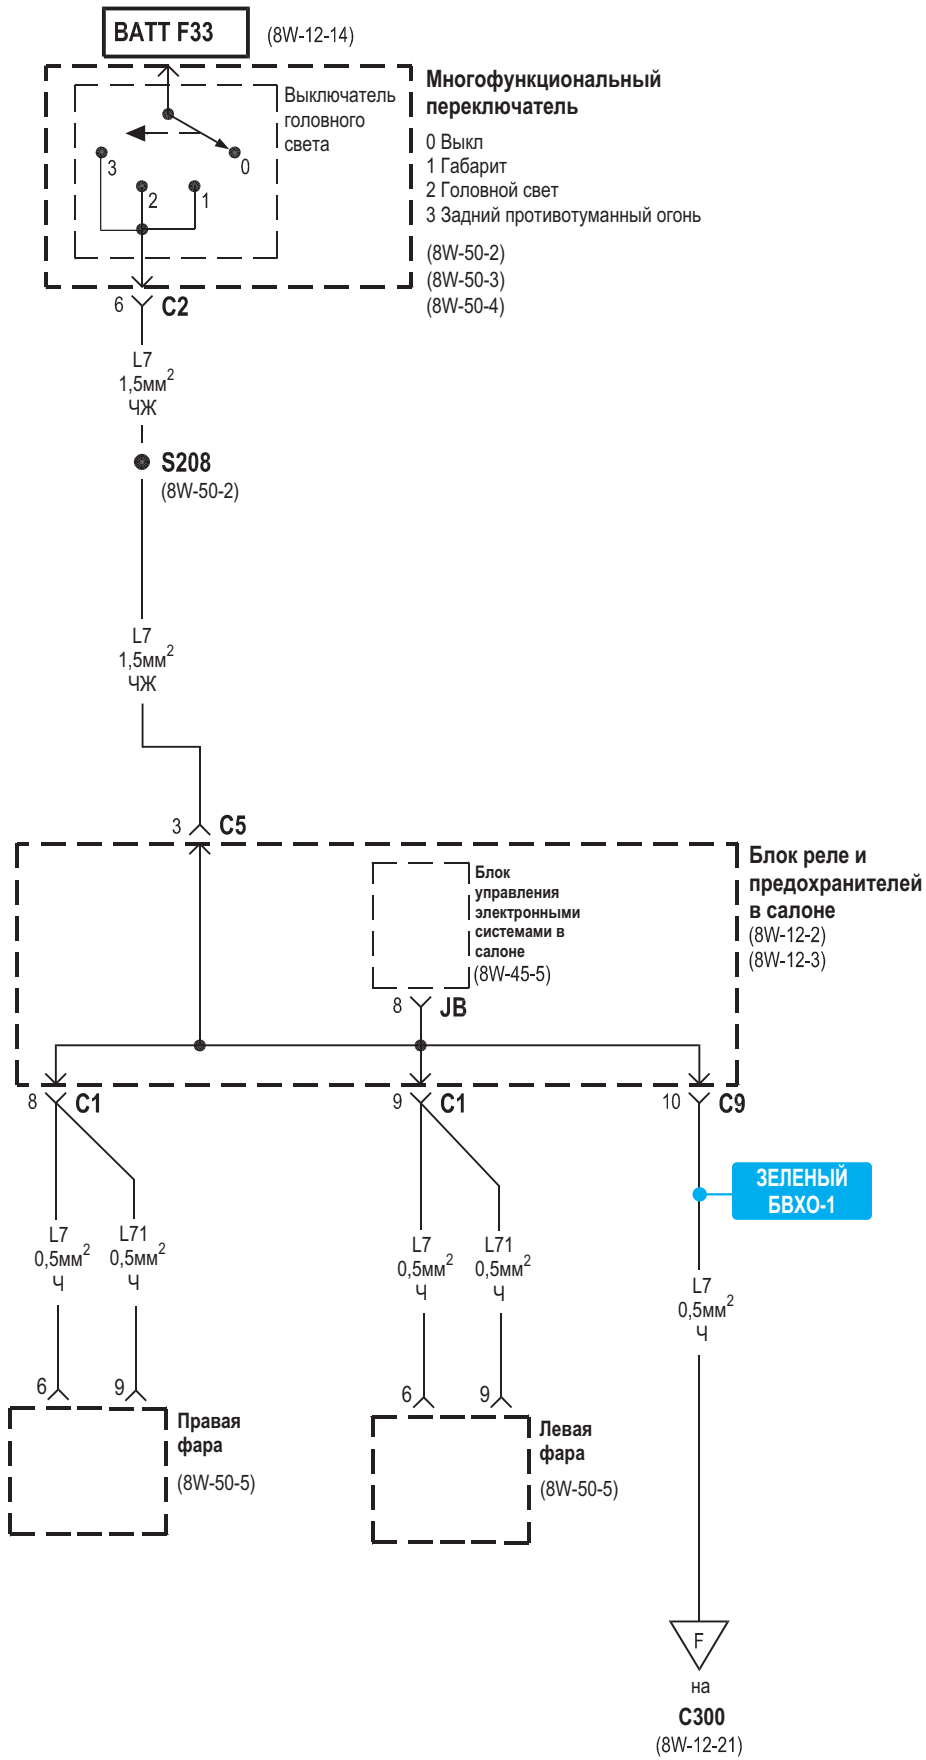 BATT F33
(8W-12-14)
Выключатель
головного
света
3
0
2
1
Многофункциональный
переключатель
0 Выкл
1 Габарит
2 Головной свет
3 Задний противотуманный огонь
(8W-50-2)
(8W-50-3)
(8W-50-4)
6
C2
L7
1,5мм²
ЧЖ
S208
(8W-50-2)
L7
1,5мм²
ЧЖ
3
C5
Блок реле и
предохранителей
в салоне
(8W-12-2)
(8W-12-3)
Блок
управления
электронными
системами в
салоне
(8W-45-5)
8
JB
8
C1
9
C1
10
C9
ЗЕЛЕНЫЙ
БВХО-1
L7
0,5мм²
Ч
L71
0,5мм²
Ч
L7
0,5мм²
Ч
L71
0,5мм²
Ч
L7
0,5мм²
Ч
6
9
Правая
фара
(8W-50-5)
6
9
Левая
фара
(8W-50-5)
F
на
C300
(8W-12-21)